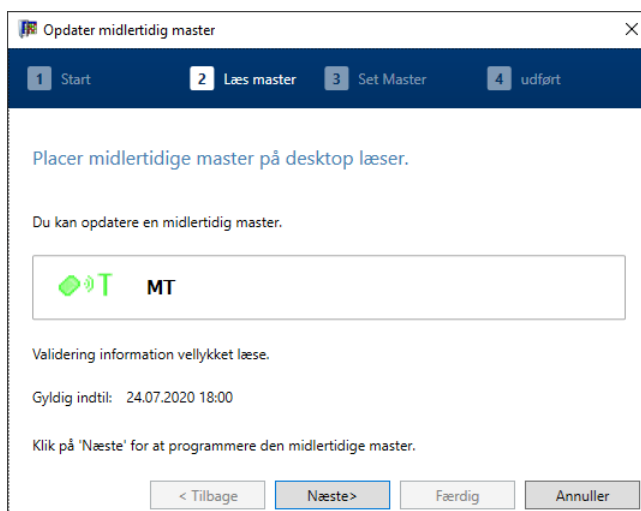 Opdater midlertidig master
1 Start 2 Læs master 3 Set Master 4 udført
Placer midlertidige master på desktop læser.
Du kan opdatere en midlertidig master.
T MT
Validering information vellykket læse.
Gyldig indtil: 24.07.2020 18:00
Klik på 'Næste' for at programmere den midlertidige master.
< Tilbage Næste> Færdig Annuller